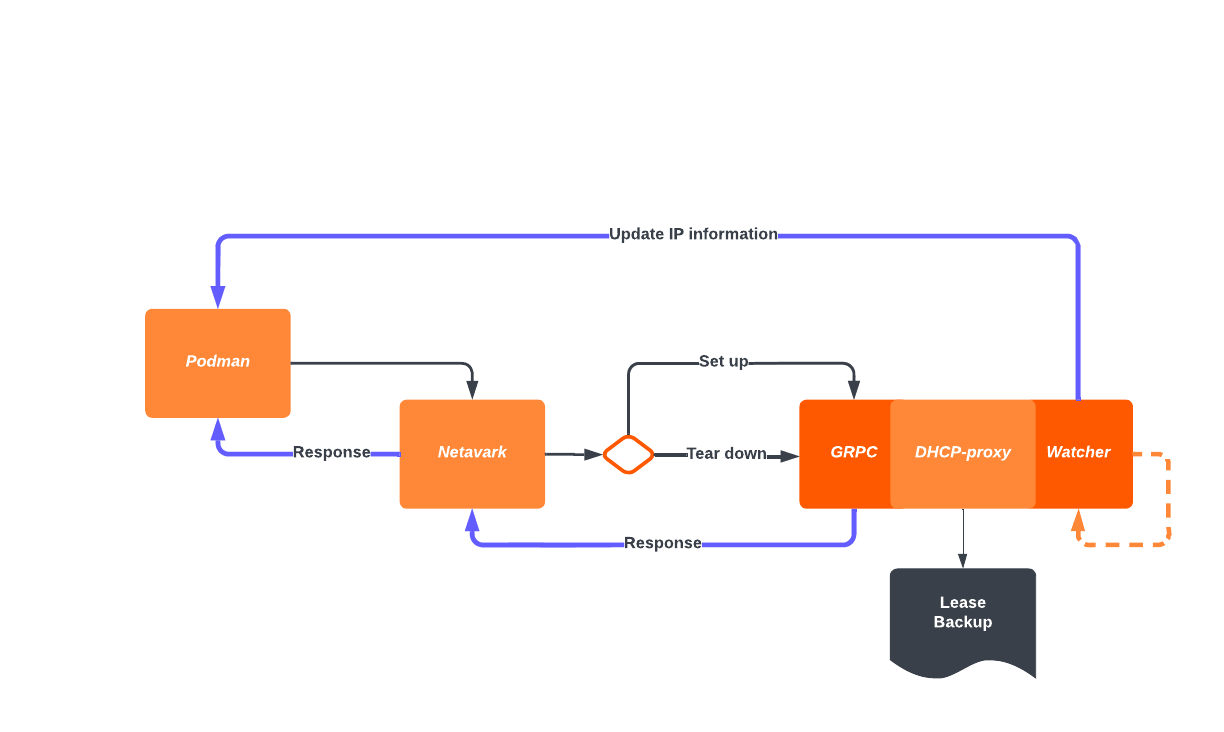 Update IP information
Podman
Set up
Response
Netavark
Tear down
GRPC
DHCP-proxy
Watcher
Response
Lease
Backup